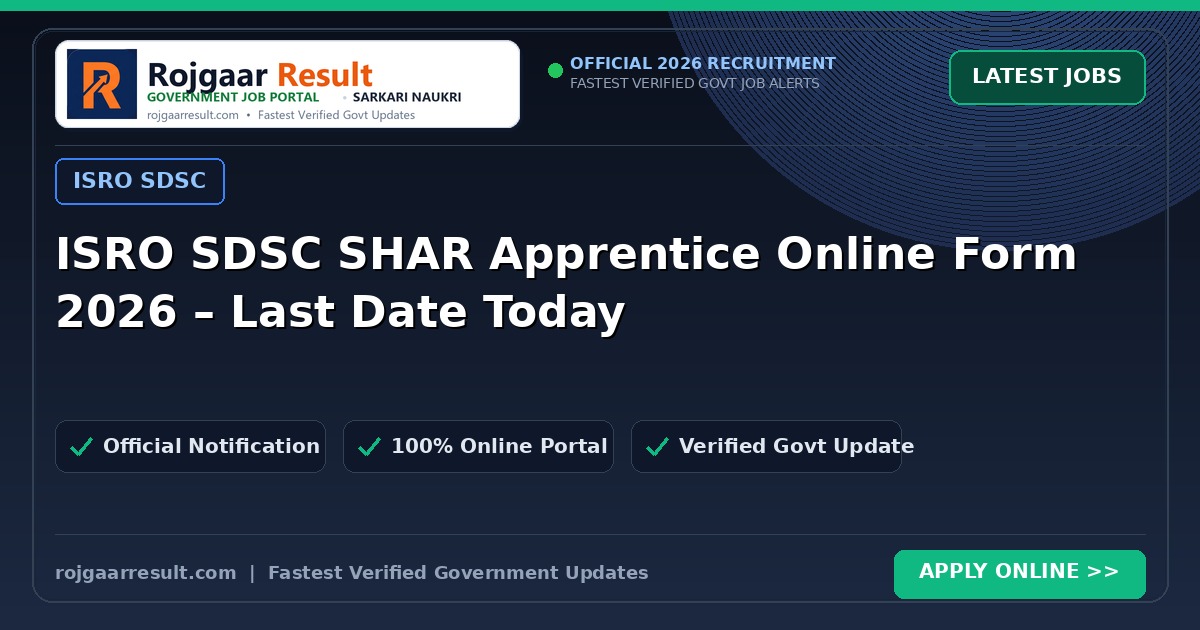 Rojgaar Result
GOVERNMENT JOB PORTAL • SARKARI NAUKRI
rojgaarresult.com • Fastest Verified Govt Updates
OFFICIAL 2026 RECRUITMENT
FASTEST VERIFIED GOVT JOB ALERTS
LATEST JOBS
ISRO SDSC
ISRO SDSC SHAR Apprentice Online Form
2026 – Last Date Today
Official Notification
100% Online Portal
Verified Govt Update
rojgaarresult.com | Fastest Verified Government Updates
APPLY ONLINE >>